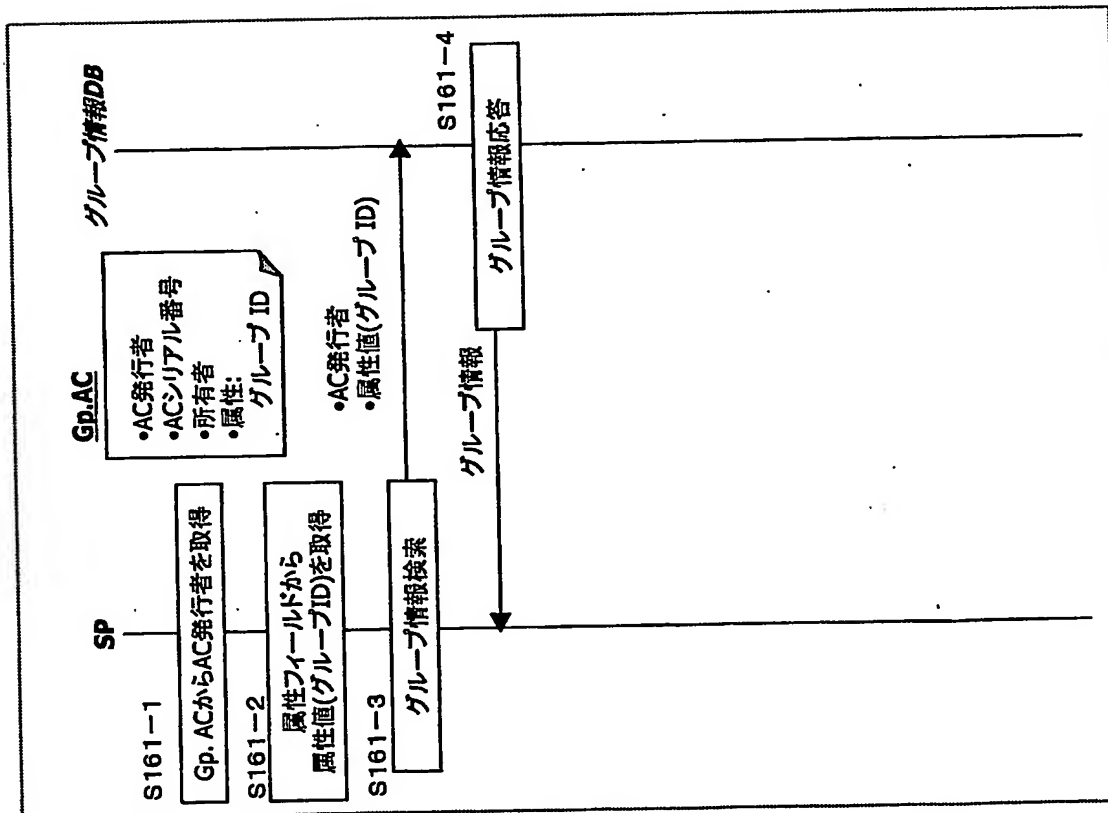 SP
Gp.AC
グループ情報DB
•AC発行者
•ACシリアル番号
•所有者
•属性:
グループ ID
S161-1
Gp. ACからAC発行者を取得
S161-2
属性フィールドから
属性値(グループID)を取得
S161-3
グループ情報検索
•AC発行者
•属性値(グループ ID)
S161-4
グループ情報応答
グループ情報